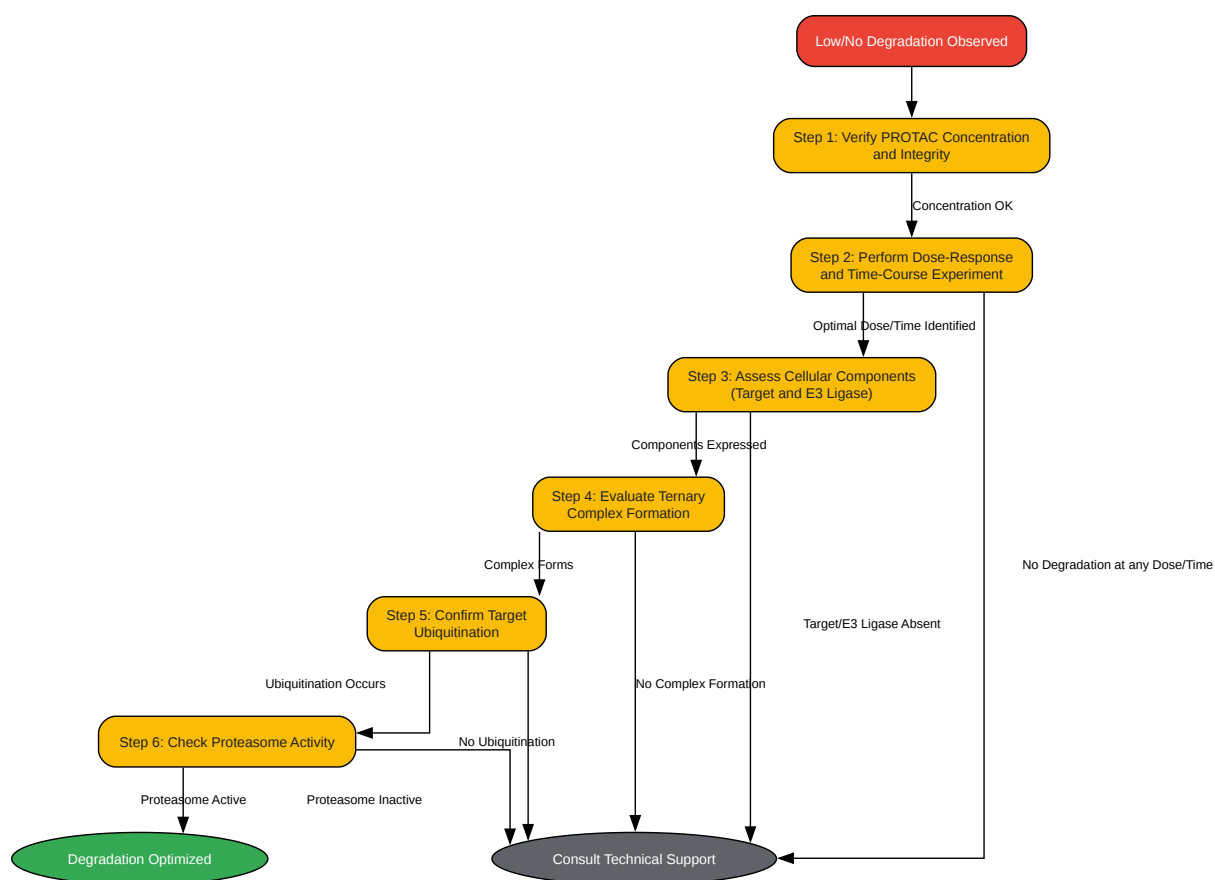 Low/No Degradation Observed
Step 1: Verify PROTAC Concentration
and Integrity
Concentration OK
Step 2: Perform Dose-Response
and Time-Course Experiment
Optimal Dose/Time Identified
Step 3: Assess Cellular Components
(Target and E3 Ligase)
Components Expressed
Step 4: Evaluate Ternary
Complex Formation
Complex Forms
No Degradation at any Dose/Time
Step 5: Confirm Target
Ubiquitination
Target/E3 Ligase Absent
Ubiquitination Occurs
No Complex Formation
Step 6: Check Proteasome Activity
No Ubiquitination
Proteasome Active
Proteasome Inactive
Degradation Optimized
Consult Technical Support